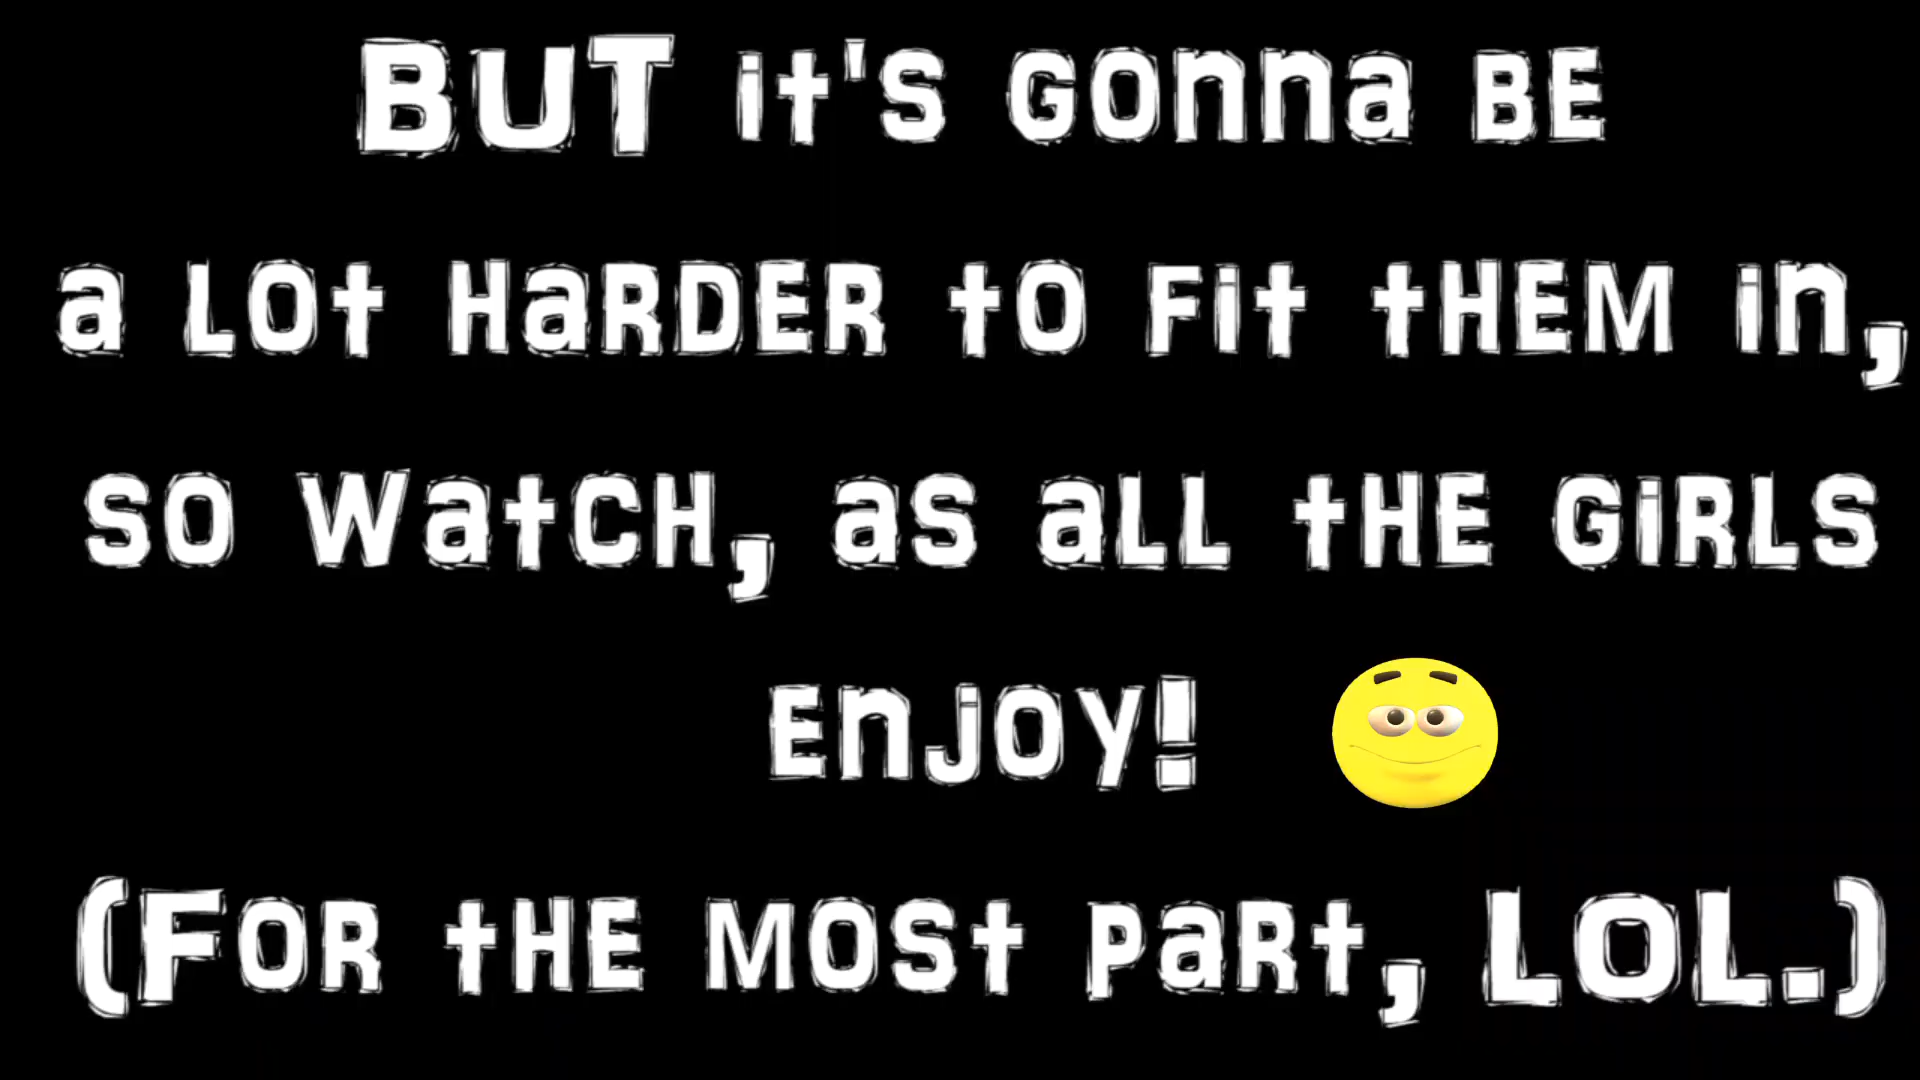 BUT it's gonna be
a lot harder to fit them in,
so watch, as all the girls
enjoy!
(For the most part, LOL.)